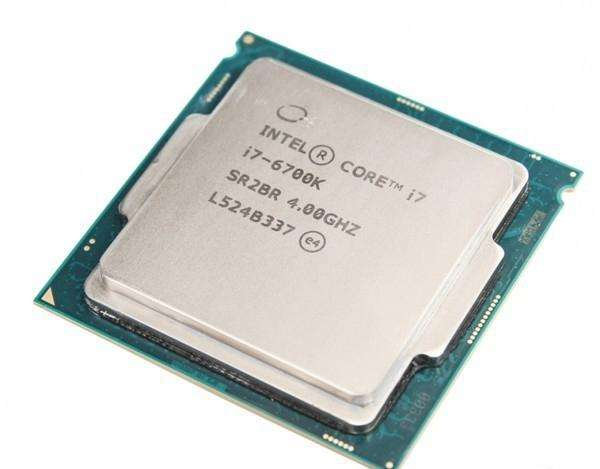 INTEL® CORE™ i7
i7-6700K
SR2BR 4.00GHZ
L524B337 e4